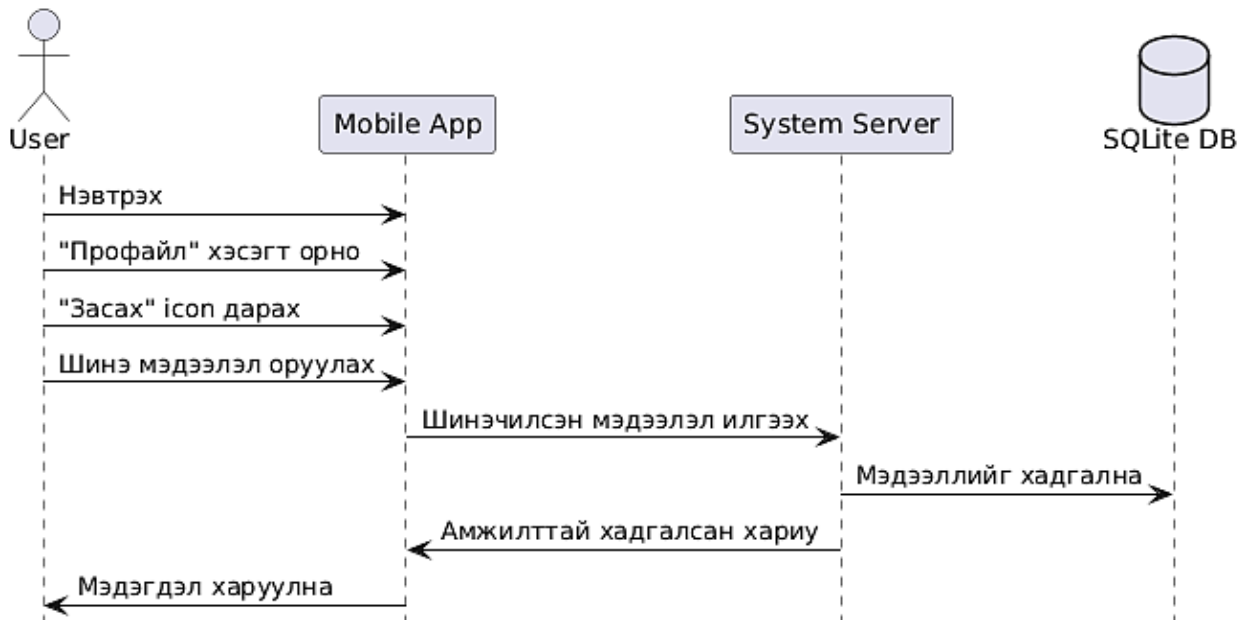 User
Mobile App
System Server
SQLite DB
Нэвтрэх
"Профайл" хэсэгт орно
"Засах" icon дарах
Шинэ мэдээлэл оруулах
Шинэчилсэн мэдээлэл илгээх
Мэдээллийг хадгална
Амжилттай хадгалсан хариу
Мэдэгдэл харуулна